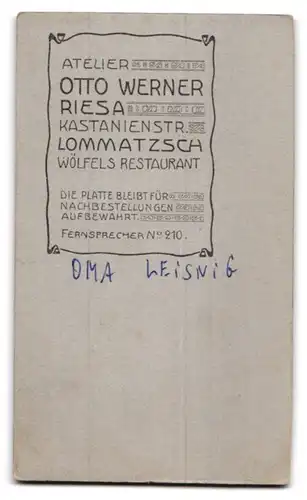 ATELIER
OTTO WERNER
RIESA
KASTANIENSTR.
LOMMATZSCH
WÖLFELS RESTAURANT
DIE PLATTE BLEIBT FÜR
NACHBESTELLUNGEN
AUFBEWAHRT.
FERNSPRECHER No 210.
OMA LEISNIG